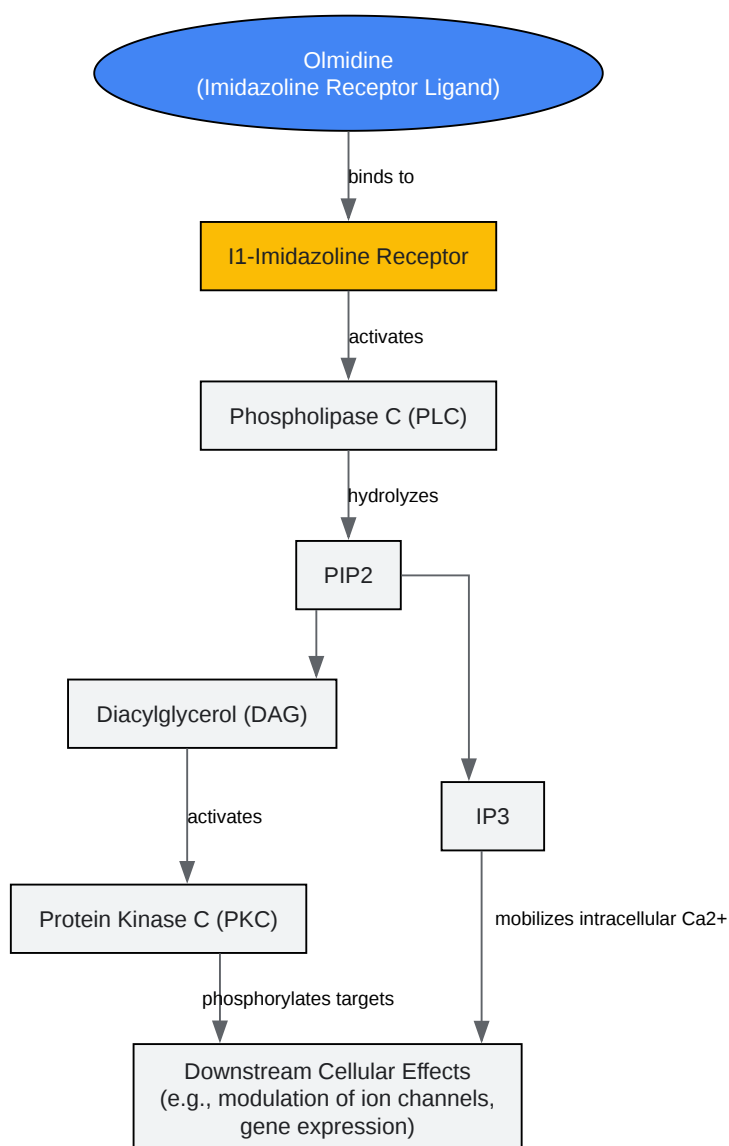 Olmidine
(Imidazoline Receptor Ligand)
binds to
I1-Imidazoline Receptor
activates
Phospholipase C (PLC)
hydrolyzes
PIP2
Diacylglycerol (DAG)
IP3
activates
Protein Kinase C (PKC)
mobilizes intracellular Ca2+
phosphorylates targets
Downstream Cellular Effects
(e.g., modulation of ion channels,
gene expression)